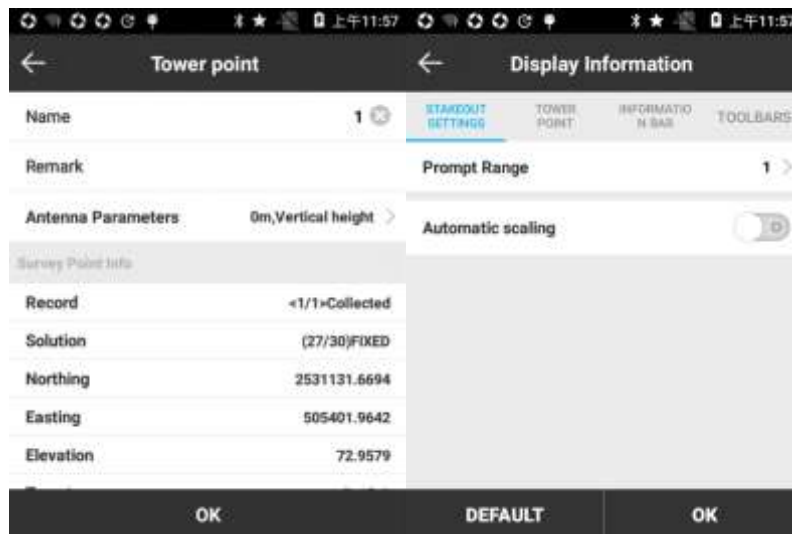 上午11:57
Tower point
Name 1
Remark
Antenna Parameters 0m,Vertical height
Survey Point Info
Record <1/1>Collected
Solution (27/30)FIXED
Northing 2531131.6694
Easting 505401.9642
Elevation 72.9579
OK
上午11:57
Display Information
STAKEOUT SETTINGS
TOWER POINT
INFORMATIO
N BAR
TOOLBARS
Prompt Range 1
Automatic scaling
DEFAULT OK